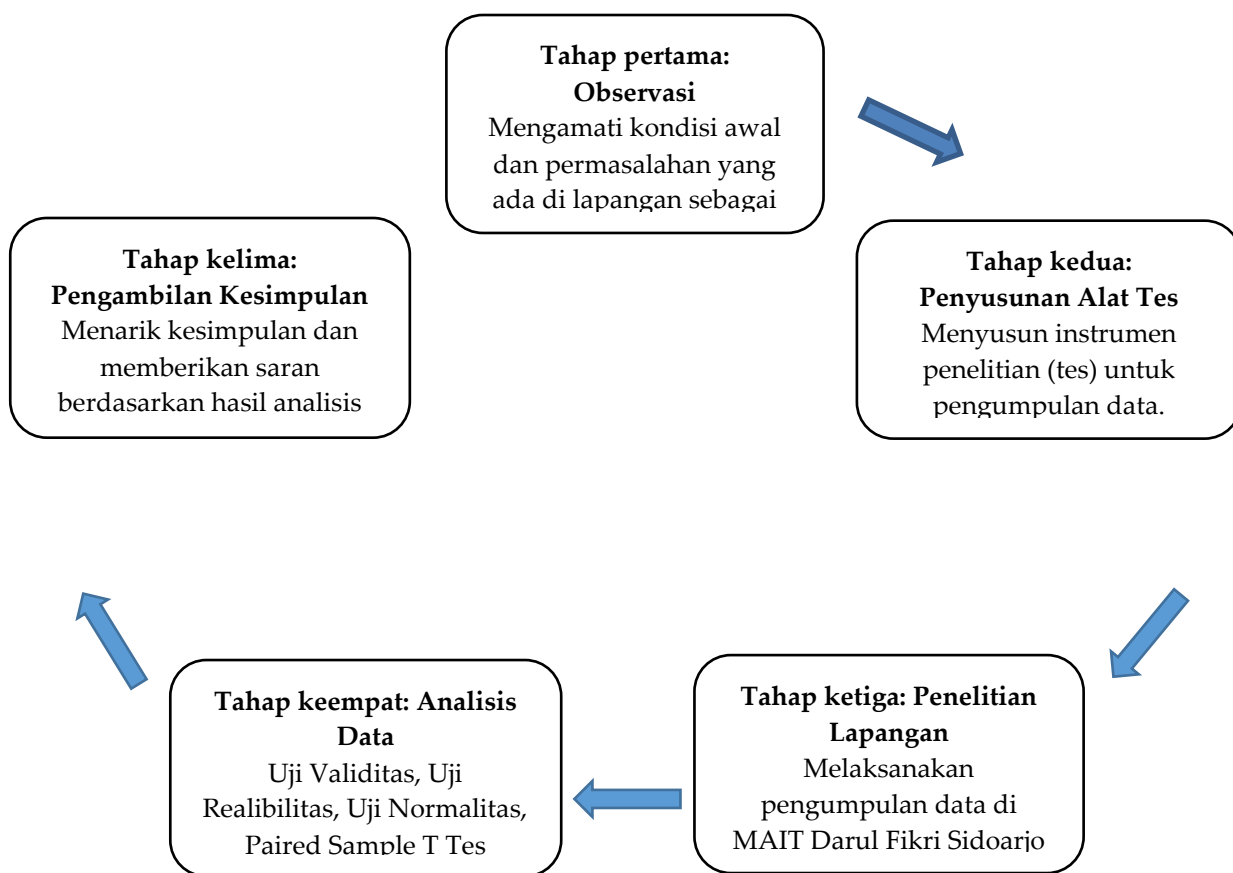 Tahap pertama:
Observasi
Mengamati kondisi awal
dan permasalahan yang
ada di lapangan sebagai
Tahap kedua:
Penyusunan Alat Tes
Menyusun instrumen
penelitian (tes) untuk
pengumpulan data.
Tahap ketiga: Penelitian
Lapangan
Melaksanakan
pengumpulan data di
MAIT Darul Fikri Sidoarjo
Tahap keempat: Analisis
Data
Uji Validitas, Uji
Realibilitas, Uji Normalitas,
Paired Sample T Tes
Tahap kelima:
Pengambilan Kesimpulan
Menarik kesimpulan dan
memberikan saran
berdasarkan hasil analisis